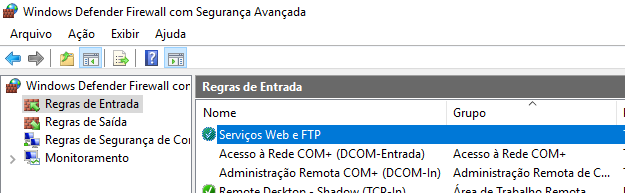 Windows Defender Firewall com Segurança Avançada
Arquivo Ação Exibir Ajuda
Windows Defender Firewall con
Regras de Entrada
Regras de Saída
Regras de Segurança de Co
Monitoramento
Regras de Entrada
Nome Grupo
Serviços Web e FTP
Acesso à Rede COM+ (DCOM-Entrada) Acesso à Rede COM+
Administração Remota COM+ (DCOM-In) Administração Remota de C...
Remote Desktop - Shadow (TCP-In) Área de Trabalho Remota